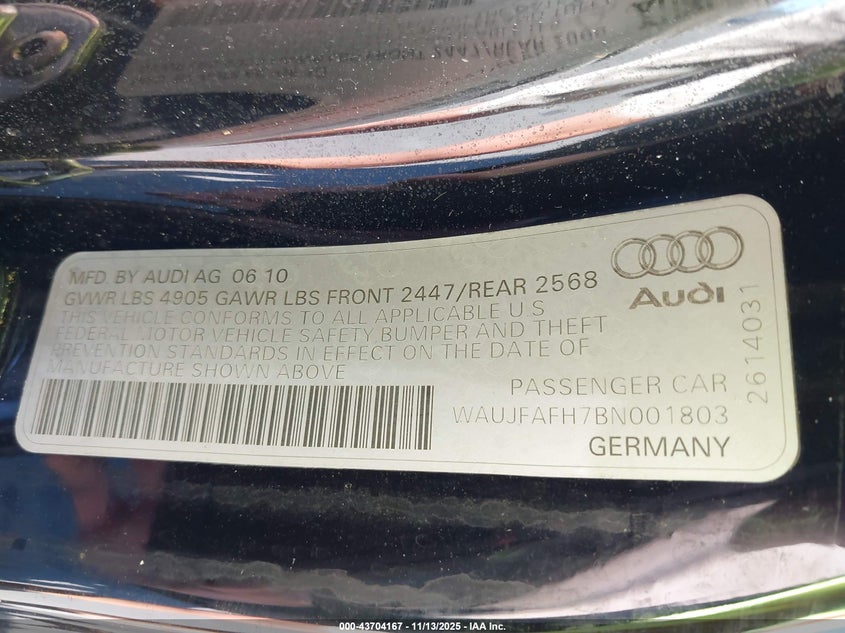 MFD. BY AUDI AG 06 10
GVWR LBS 4905 GAWR LBS FRONT 2447/REAR 2568
THIS VEHICLE CONFORMS TO ALL APPLICABLE U S
FEDERAL MOTOR VEHICLE SAFETY BUMPER AND THEFT
PREVENTION STANDARDS IN EFFECT ON THE DATE OF
MANUFACTURE SHOWN ABOVE
Audi
2614031
PASSENGER CAR
WAUJFAFH7BN001803
GERMANY
000-43704167 - 11/13/2025 - IAA Inc.